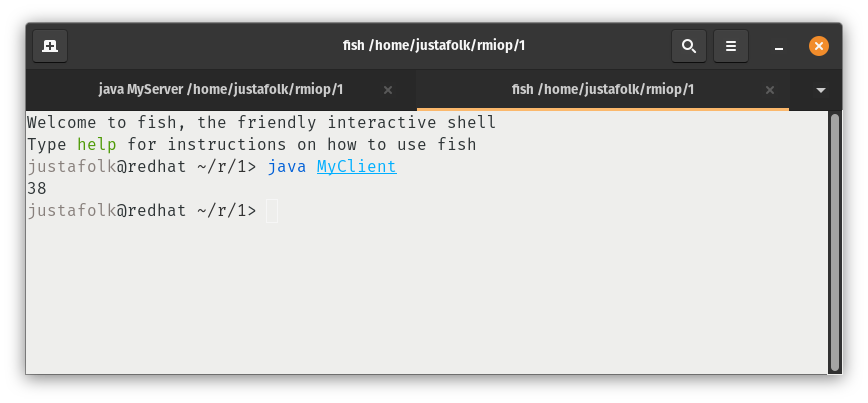 fish /home/justafolk/rmiop/1
java MyServer /home/justafolk/rmiop/1
fish /home/justafolk/rmiop/1
Welcome to fish, the friendly interactive shell
Type help for instructions on how to use fish
justafolk@redhat ~/r/1> java MyClient
38
justafolk@redhat ~/r/1>